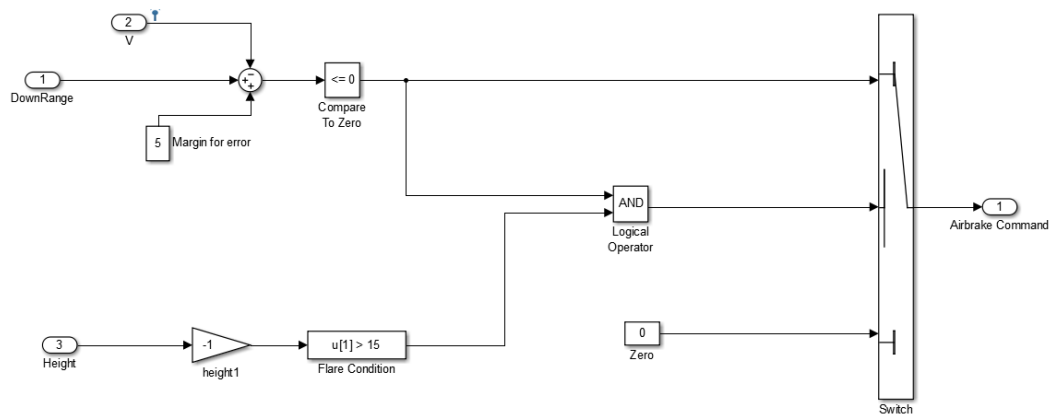 2
V
1
DownRange
− + +
<= 0
Compare
To Zero
5
Margin for error
AND
Logical
Operator
1
Airbrake Command
3
Height
-1
height1
u[1] > 15
Flare Condition
0
Zero
Switch